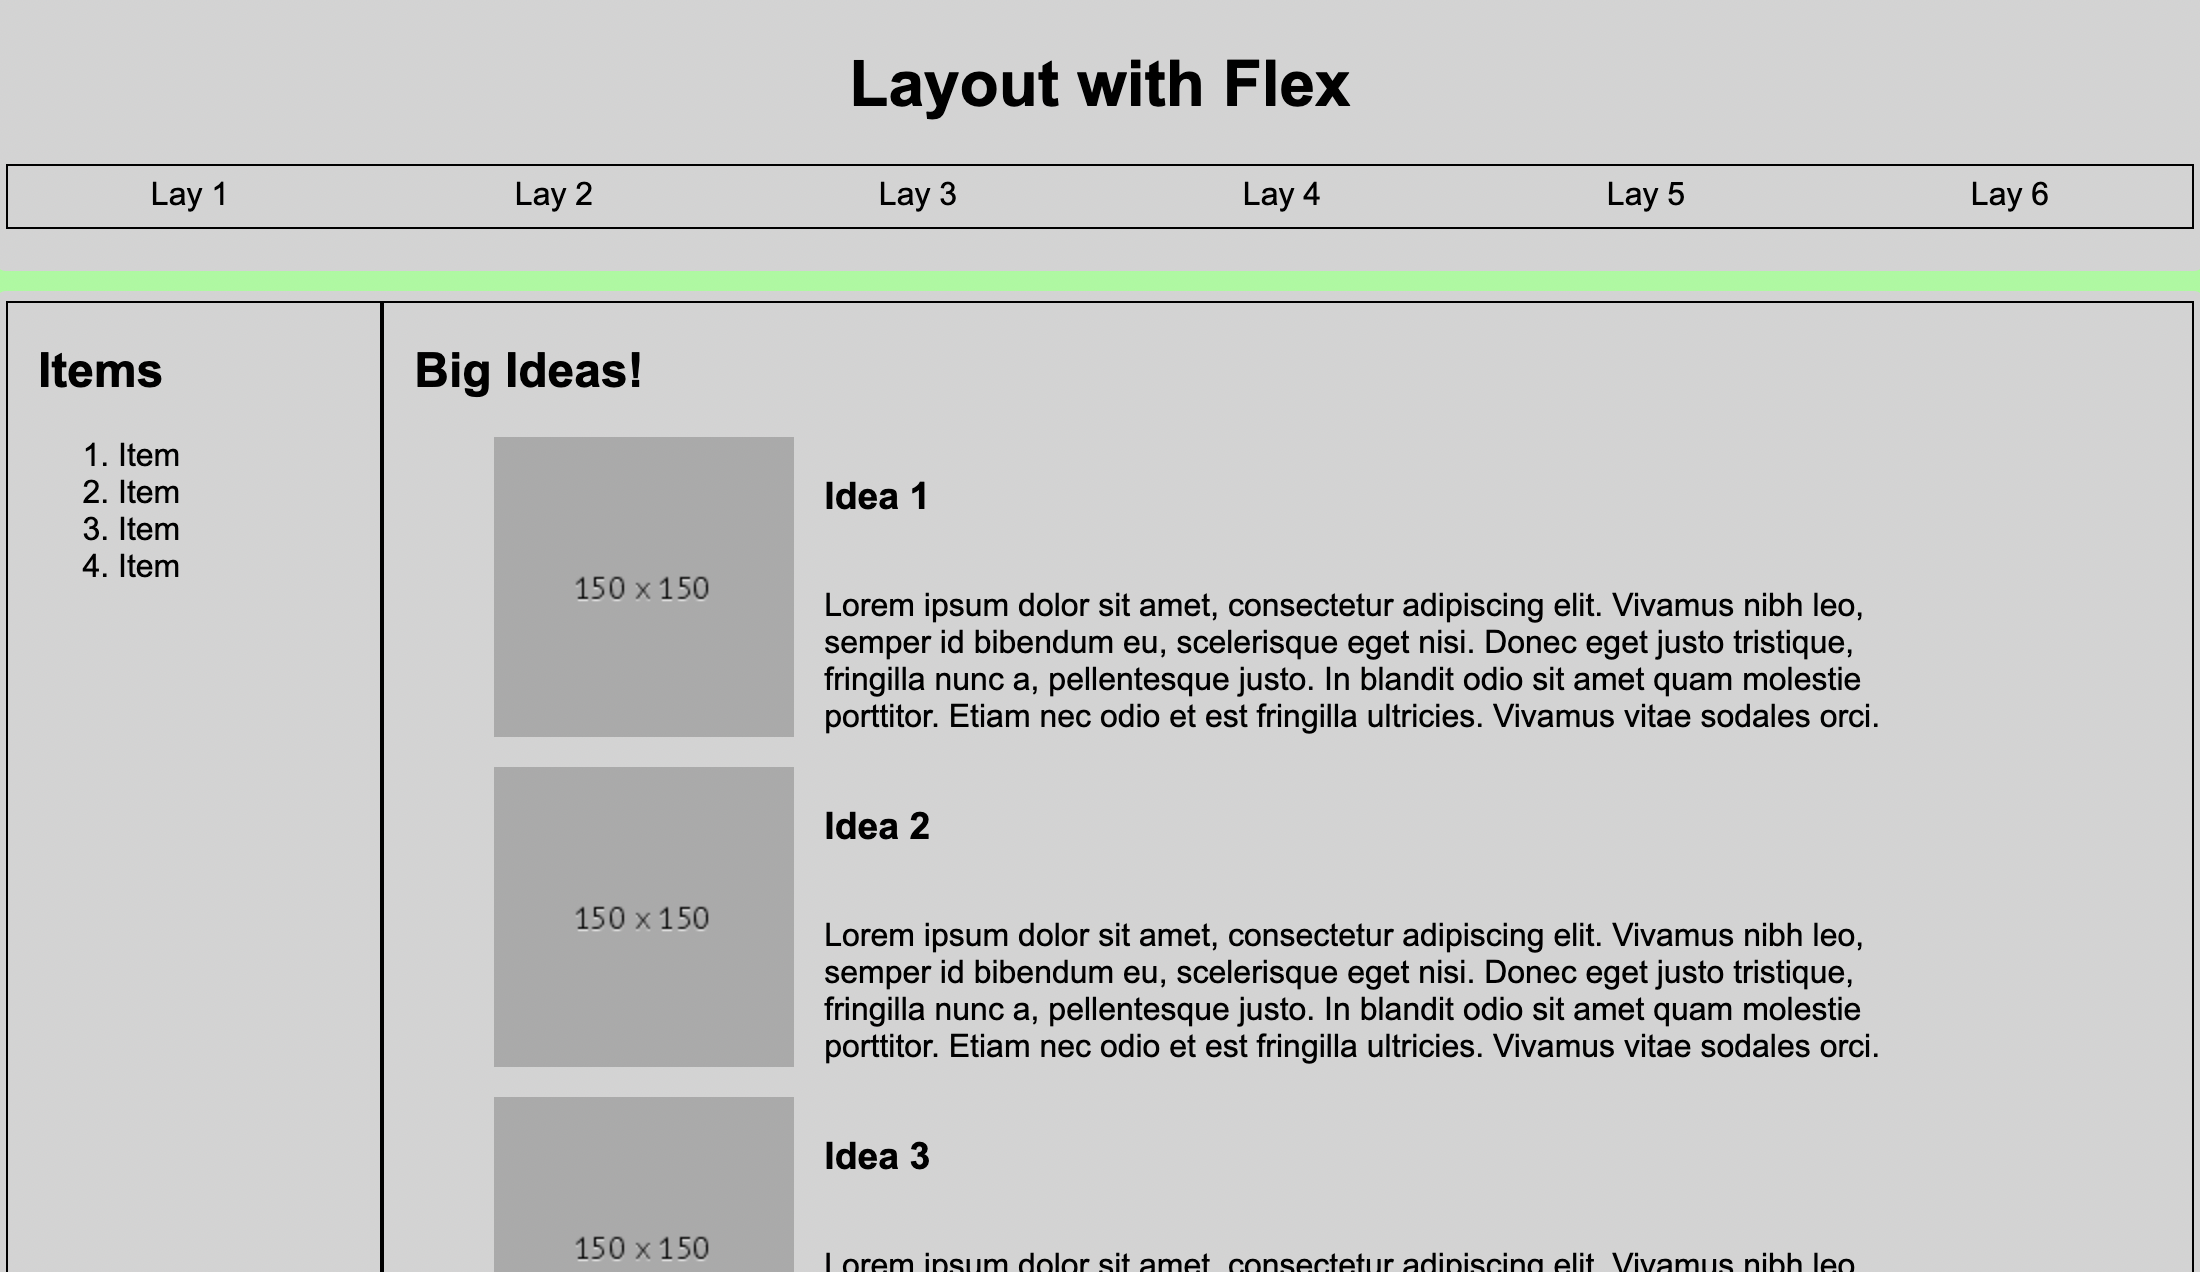 Layout with Flex
Lay 1 Lay 2 Lay 3 Lay 4 Lay 5 Lay 6
Items
1. Item
2. Item
3. Item
4. Item
Big Ideas!
150 x 150
Idea 1
Lorem ipsum dolor sit amet, consectetur adipiscing elit. Vivamus nibh leo,
semper id bibendum eu, scelerisque eget nisi. Donec eget justo tristique,
fringilla nunc a, pellentesque justo. In blandit odio sit amet quam molestie
porttitor. Etiam nec odio et est fringilla ultricies. Vivamus vitae sodales orci.
150 x 150
Idea 2
Lorem ipsum dolor sit amet, consectetur adipiscing elit. Vivamus nibh leo,
semper id bibendum eu, scelerisque eget nisi. Donec eget justo tristique,
fringilla nunc a, pellentesque justo. In blandit odio sit amet quam molestie
porttitor. Etiam nec odio et est fringilla ultricies. Vivamus vitae sodales orci.
150 x 150
Idea 3
Lorem ipsum dolor sit amet, consectetur adipiscing elit. Vivamus nibh leo,